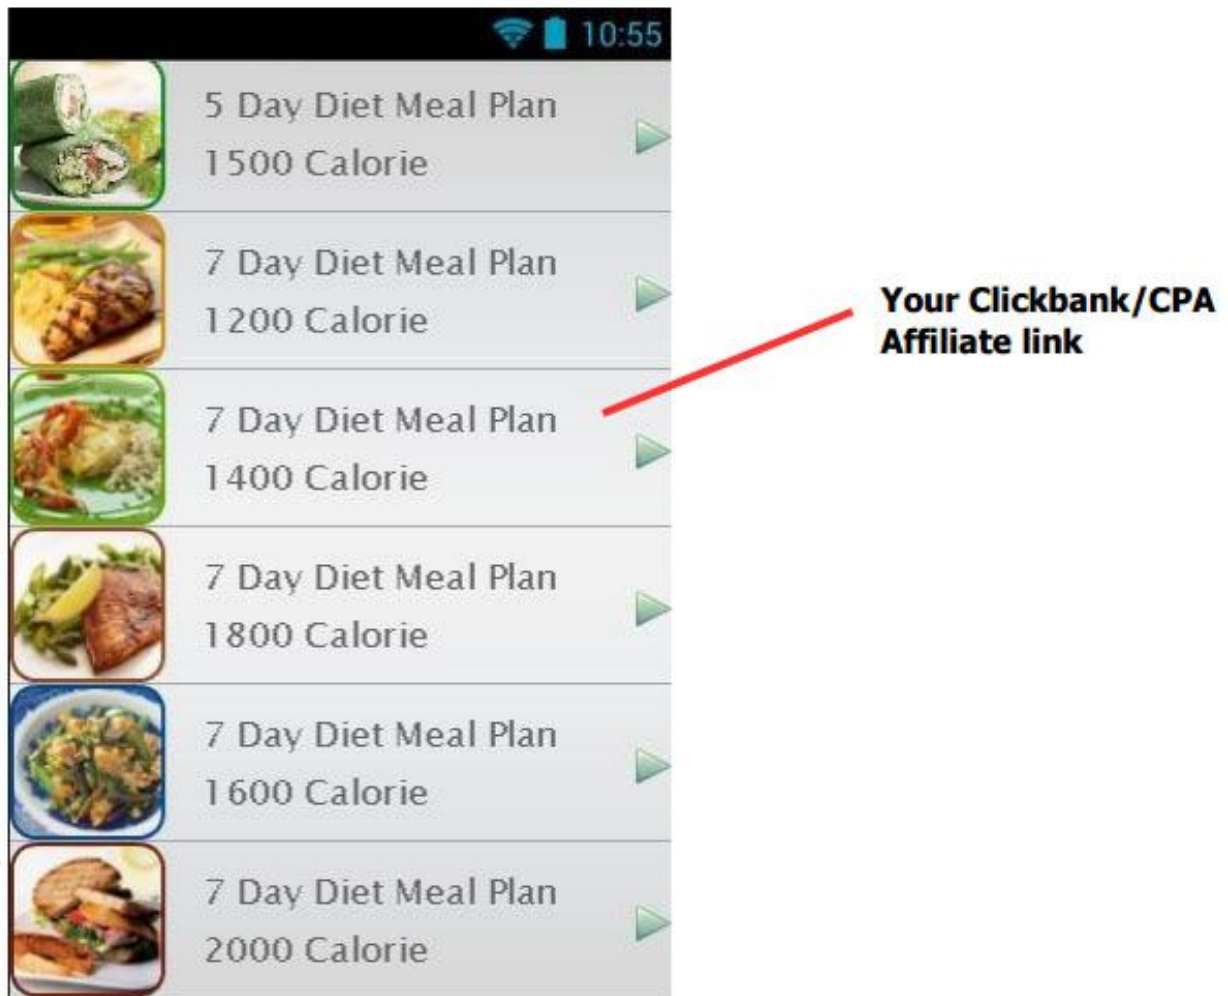 10:55
5 Day Diet Meal Plan
1500 Calorie
7 Day Diet Meal Plan
1200 Calorie
7 Day Diet Meal Plan
1400 Calorie
7 Day Diet Meal Plan
1800 Calorie
7 Day Diet Meal Plan
1600 Calorie
7 Day Diet Meal Plan
2000 Calorie
Your Clickbank/CPA
Affiliate link